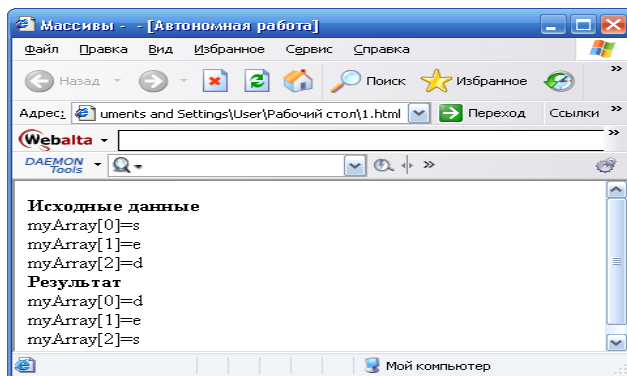 Массивы - - [Автономная работа]
Файл Правка Вид Избранное Сервис Справка
Назад Поиск Избранное »
Адрес: uments and Settings\User\Рабочий стол\1.html Переход Ссылки »
Webalta »
DAEMON Tools »
Исходные данные
myArray[0]=s
myArray[1]=e
myArray[2]=d
Результат
myArray[0]=d
myArray[1]=e
myArray[2]=s
Мой компьютер